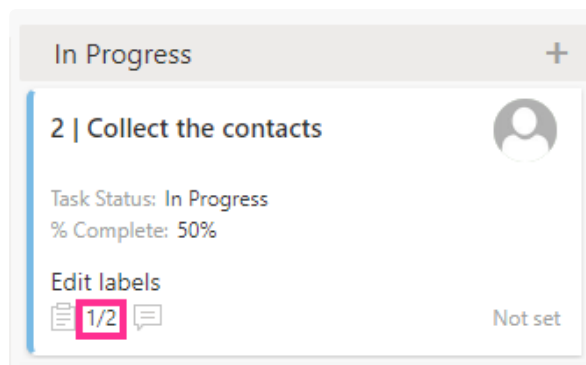 In Progress +
2 | Collect the contacts
Task Status: In Progress
% Complete: 50%
Edit labels
1/2 Not set